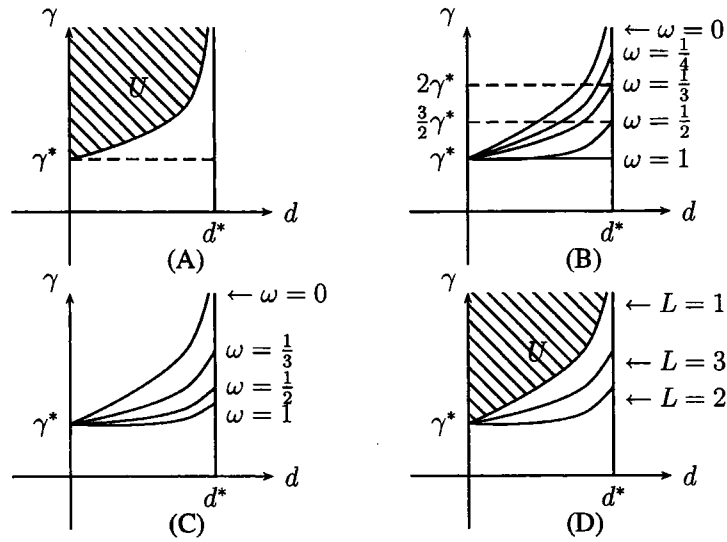 γ
U
γ*
d
d*
(A)
γ
← ω = 0
ω = 1/4
2γ*
ω = 1/3
3/2 γ*
ω = 1/2
γ*
ω = 1
d
d*
(B)
γ
← ω = 0
ω = 1/3
ω = 1/2
ω = 1
γ*
d
d*
(C)
γ
← L = 1
U
← L = 3
← L = 2
γ*
d
d*
(D)